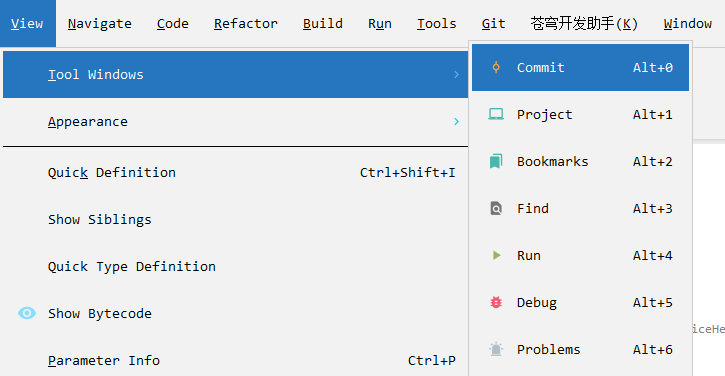 View Navigate Code Refactor Build Run Tools Git 苍穹开发助手(K) Window
Tool Windows
Commit Alt+0
Appearance
Project Alt+1
Bookmarks Alt+2
Quick Definition Ctrl+Shift+I
Find Alt+3
Show Siblings
Run Alt+4
Quick Type Definition
Debug Alt+5
Show Bytecode
iceHe
Problems Alt+6
Parameter Info Ctrl+P